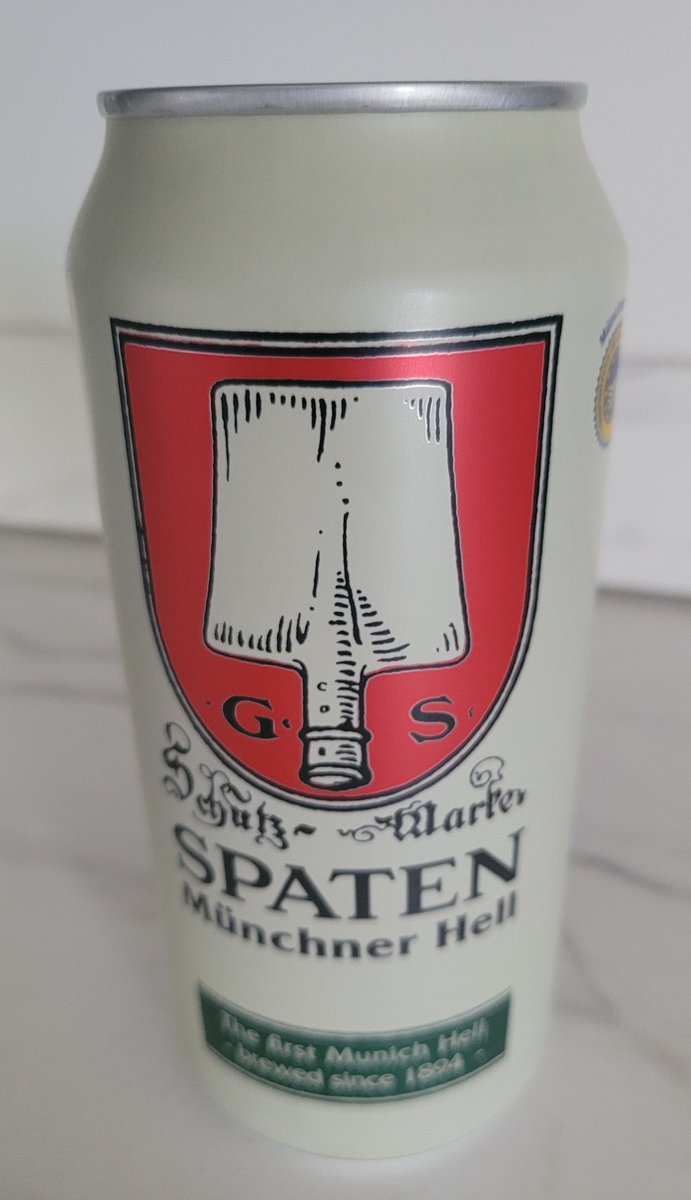 G S
Schutz- Marke
SPATEN
Münchner Hell
The first Munich Hell
- brewed since 1894 -